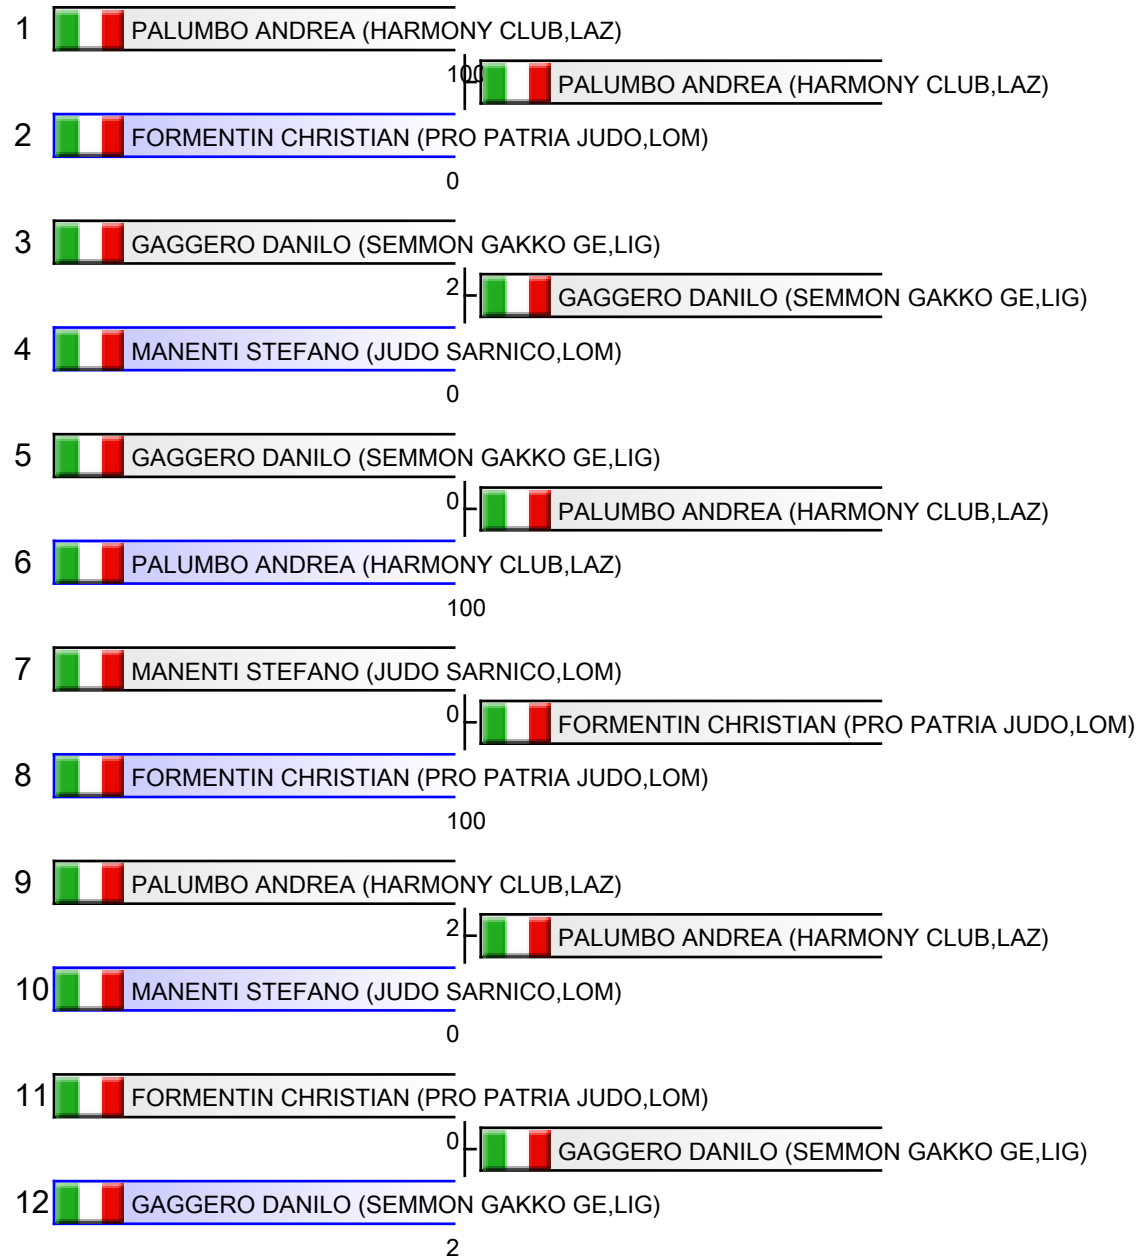 1 PALUMBO ANDREA (HARMONY CLUB,LAZ)
100
PALUMBO ANDREA (HARMONY CLUB,LAZ)
2 FORMENTIN CHRISTIAN (PRO PATRIA JUDO,LOM)
0
3 GAGGERO DANILO (SEMMON GAKKO GE,LIG)
2
GAGGERO DANILO (SEMMON GAKKO GE,LIG)
4 MANENTI STEFANO (JUDO SARNICO,LOM)
0
5 GAGGERO DANILO (SEMMON GAKKO GE,LIG)
0
PALUMBO ANDREA (HARMONY CLUB,LAZ)
6 PALUMBO ANDREA (HARMONY CLUB,LAZ)
100
7 MANENTI STEFANO (JUDO SARNICO,LOM)
0
FORMENTIN CHRISTIAN (PRO PATRIA JUDO,LOM)
8 FORMENTIN CHRISTIAN (PRO PATRIA JUDO,LOM)
100
9 PALUMBO ANDREA (HARMONY CLUB,LAZ)
2
PALUMBO ANDREA (HARMONY CLUB,LAZ)
10 MANENTI STEFANO (JUDO SARNICO,LOM)
0
11 FORMENTIN CHRISTIAN (PRO PATRIA JUDO,LOM)
0
GAGGERO DANILO (SEMMON GAKKO GE,LIG)
12 GAGGERO DANILO (SEMMON GAKKO GE,LIG)
2